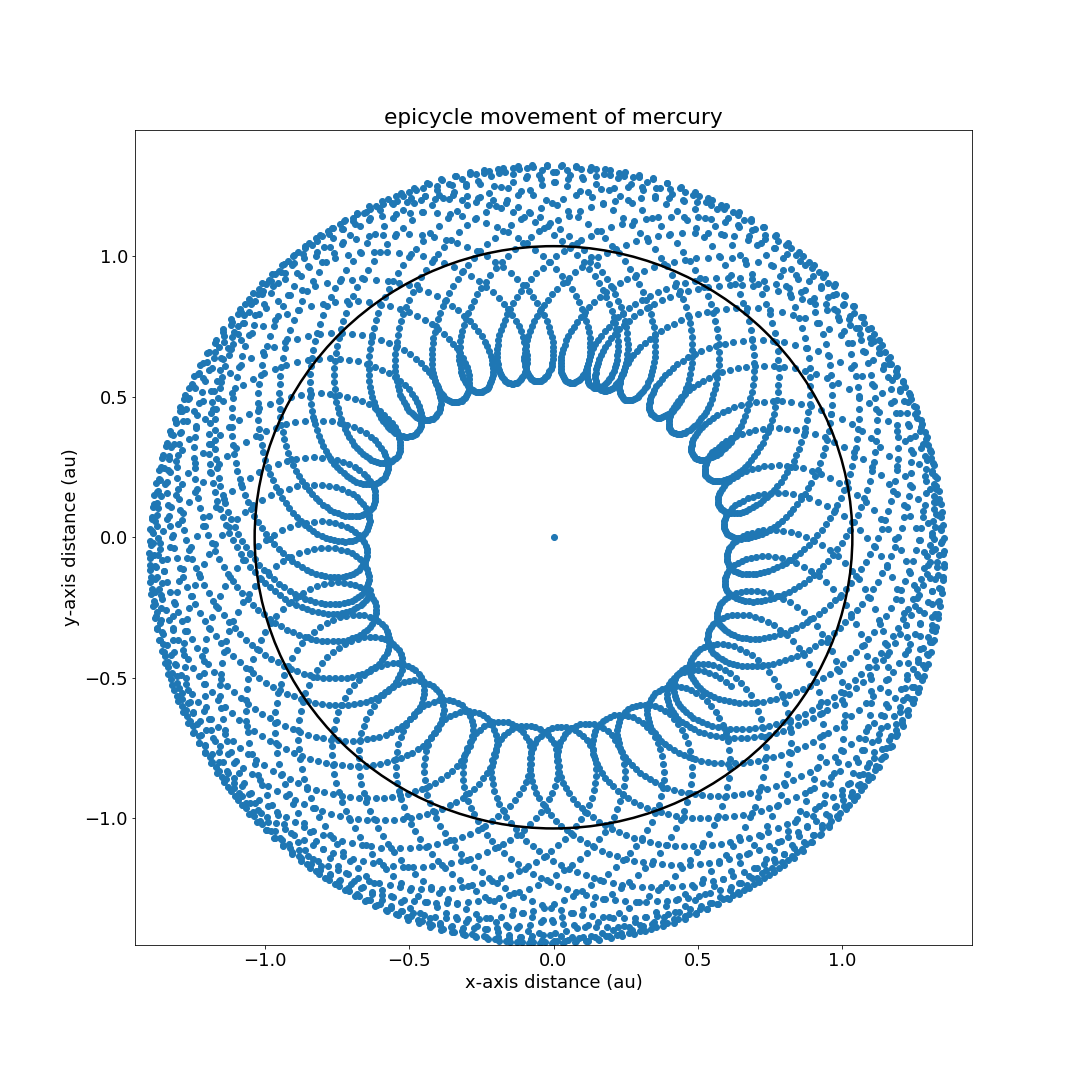 epicycle movement of mercury
1.0
0.5
0.0
−0.5
−1.0
y-axis distance (au)
−1.0 −0.5 0.0 0.5 1.0
x-axis distance (au)